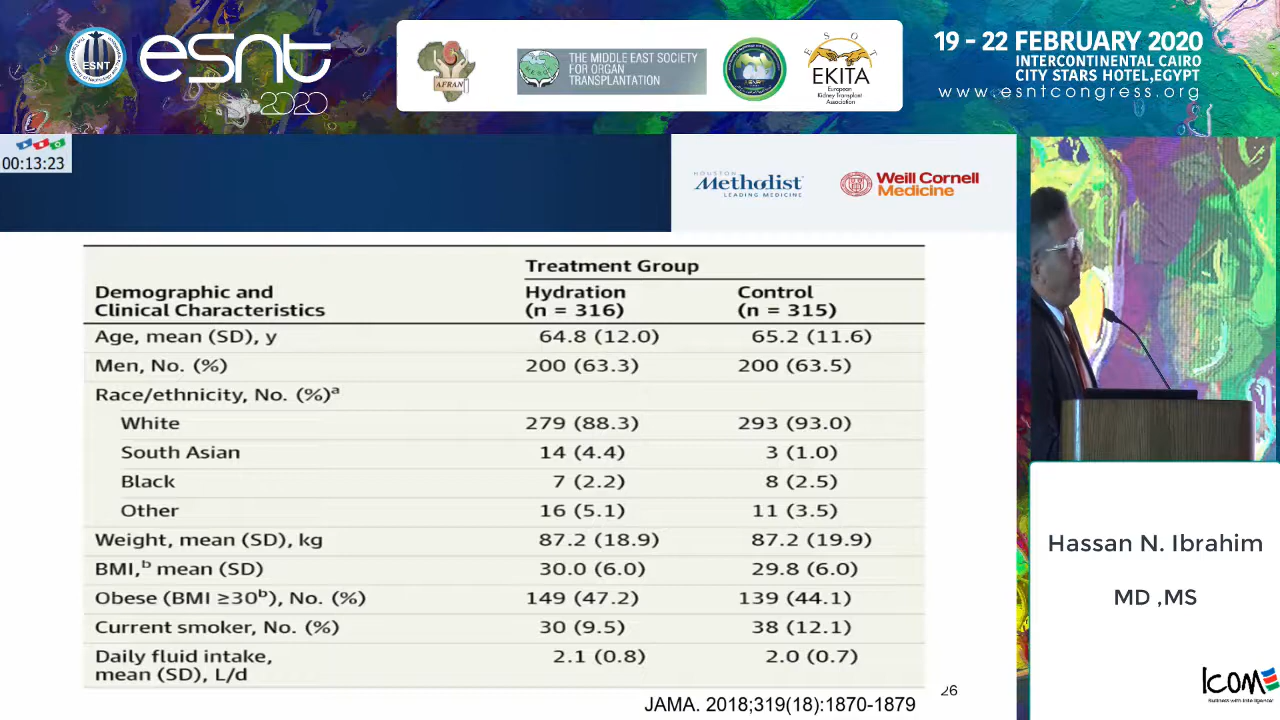 ESNT
esnt
2020
AFRAN
THE MIDDLE EAST SOCIETY
FOR ORGAN
TRANSPLANTATION
ESOT
EKITA
European
Kidney Transplant
Association
19 - 22 FEBRUARY 2020
INTERCONTINENTAL CAIRO
CITY STARS HOTEL,EGYPT
www.esntcongress.org
00:13:23
HOUSTON
Methodist
LEADING MEDICINE
Weill Cornell
Medicine
Treatment Group
Demographic and
Clinical Characteristics
Hydration
(n = 316)
Control
(n = 315)
Age, mean (SD), y 64.8 (12.0) 65.2 (11.6)
Men, No. (%) 200 (63.3) 200 (63.5)
Race/ethnicity, No. (%)ᵃ
White 279 (88.3) 293 (93.0)
South Asian 14 (4.4) 3 (1.0)
Black 7 (2.2) 8 (2.5)
Other 16 (5.1) 11 (3.5)
Weight, mean (SD), kg 87.2 (18.9) 87.2 (19.9)
BMI,ᵇ mean (SD) 30.0 (6.0) 29.8 (6.0)
Obese (BMI ≥30ᵇ), No. (%) 149 (47.2) 139 (44.1)
Current smoker, No. (%) 30 (9.5) 38 (12.1)
Daily fluid intake,
mean (SD), L/d 2.1 (0.8) 2.0 (0.7)
26
JAMA. 2018;319(18):1870-1879
Hassan N. Ibrahim
MD ,MS
ICOM